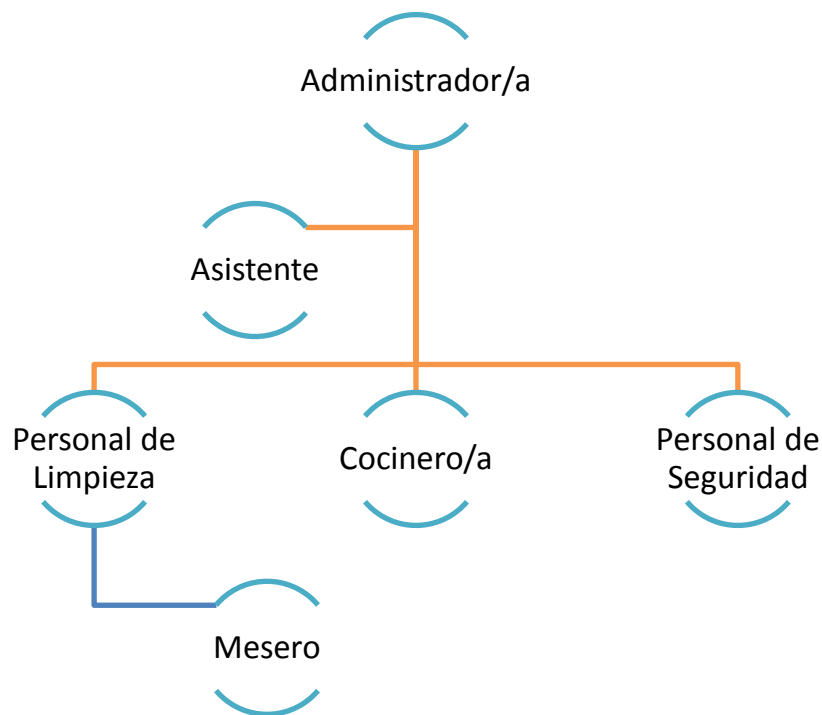 Administrador/a
Asistente
Personal de
Limpieza
Cocinero/a
Personal de
Seguridad
Mesero